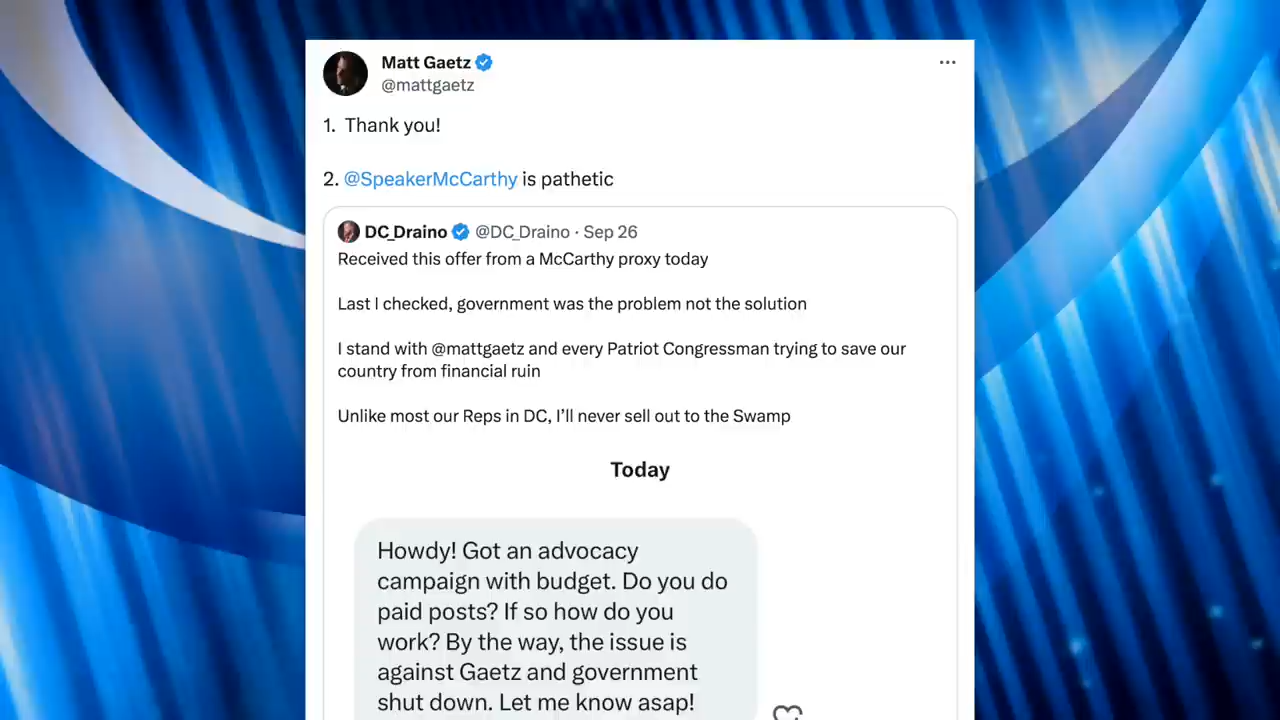 Matt Gaetz
@mattgaetz
1. Thank you!
2. @SpeakerMcCarthy is pathetic
DC_Draino @DC_Draino · Sep 26
Received this offer from a McCarthy proxy today
Last I checked, government was the problem not the solution
I stand with @mattgaetz and every Patriot Congressman trying to save our
country from financial ruin
Unlike most our Reps in DC, I’ll never sell out to the Swamp
Today
Howdy! Got an advocacy
campaign with budget. Do you do
paid posts? If so how do you
work? By the way, the issue is
against Gaetz and government
shut down. Let me know asap!